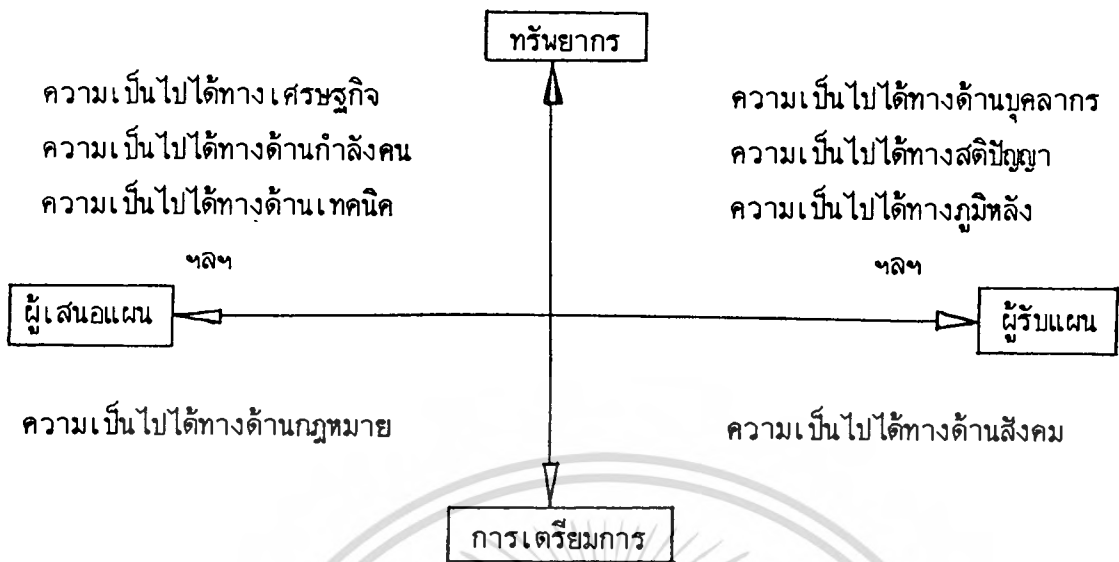 ทรัพยากร
ความเป็นไปได้ทางเศรษฐกิจ
ความเป็นไปได้ทางด้านกำลังคน
ความเป็นไปได้ทางด้านเทคนิค
ฯลฯ
ความเป็นไปได้ทางด้านบุคลากร
ความเป็นไปได้ทางสติปัญญา
ความเป็นไปได้ทางภูมิหลัง
ฯลฯ
ผู้เสนอแผน
ผู้รับแผน
ความเป็นไปได้ทางด้านกฎหมาย
ความเป็นไปได้ทางด้านสังคม
การเตรียมการ